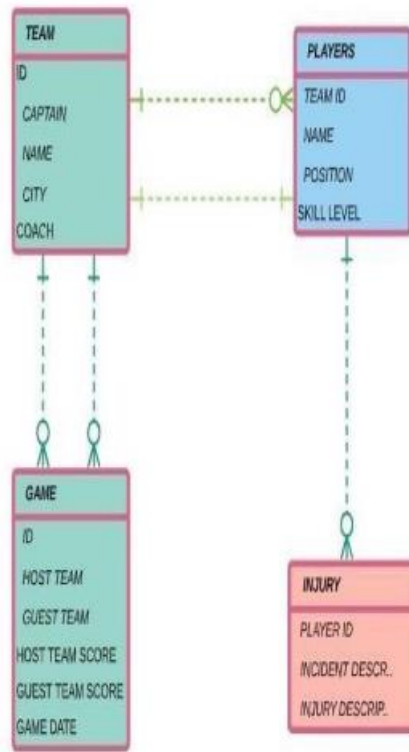 TEAM
ID
CAPTAIN
NAME
CITY
COACH
PLAYERS
TEAM ID
NAME
POSITION
SKILL LEVEL
GAME
ID
HOST TEAM
GUEST TEAM
HOST TEAM SCORE
GUEST TEAM SCORE
GAME DATE
INJURY
PLAYER ID
INCIDENT DESCR..
INJURY DESCRIP..